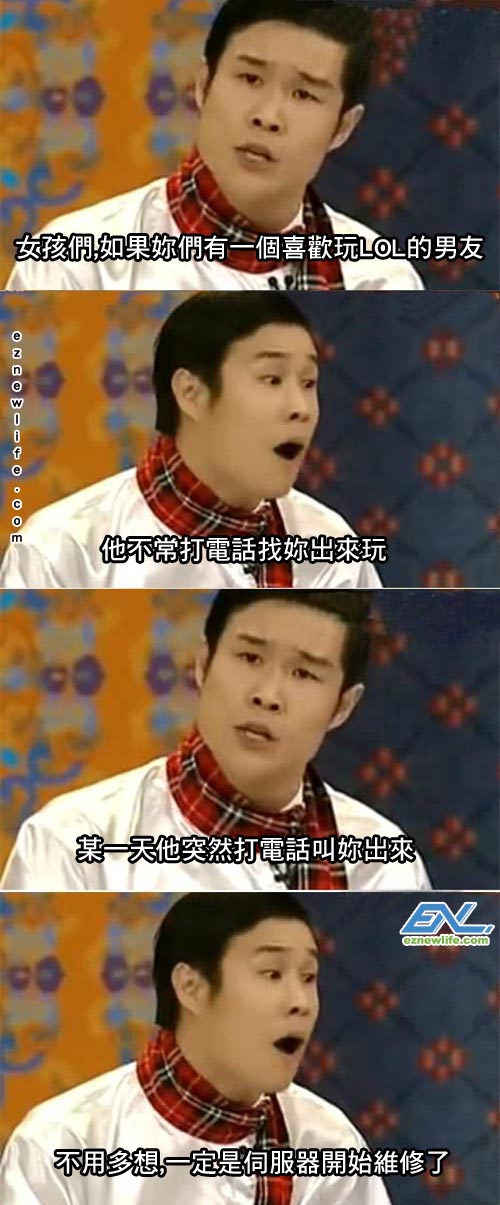 女孩們,如果妳們有一個喜歡玩LOL的男友
eznewlife.com
他不常打電話找妳出來玩
某一天他突然打電話叫妳出來
ENL
eznewlife.com
不用多想,一定是伺服器開始維修了